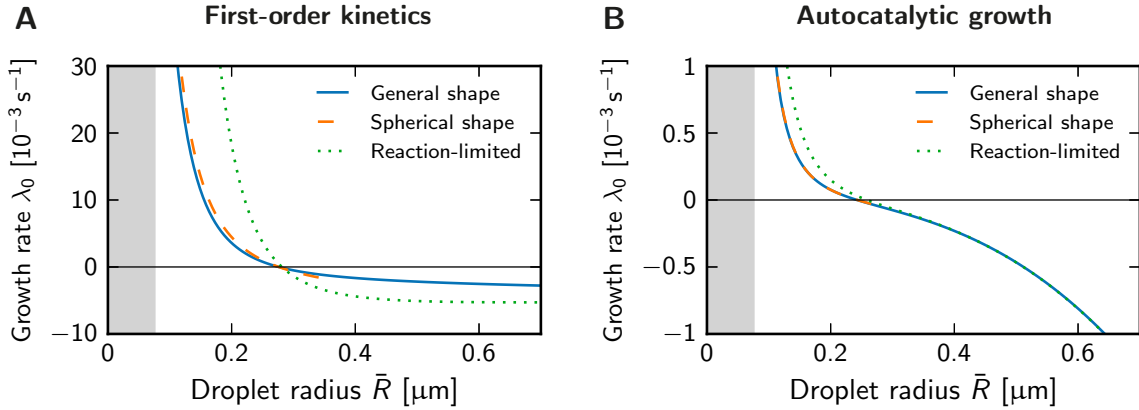 A
First-order kinetics
Growth rate λ₀ [10⁻³ s⁻¹]
30
20
10
0
−10
General shape
Spherical shape
Reaction-limited
0
0.2
0.4
0.6
Droplet radius R̄ [μm]
B
Autocatalytic growth
Growth rate λ₀ [10⁻³ s⁻¹]
1
0.5
0
−0.5
−1
General shape
Spherical shape
Reaction-limited
0
0.2
0.4
0.6
Droplet radius R̄ [μm]